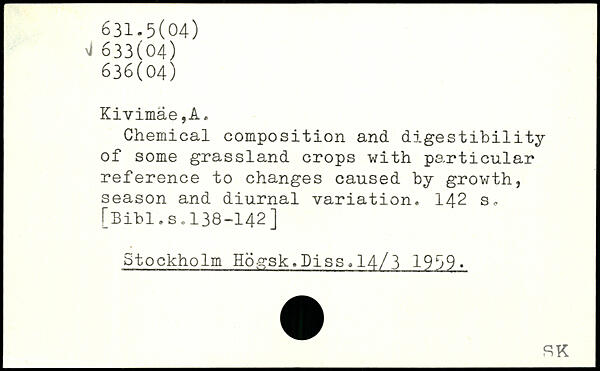 631.5(04)
√ 633(04)
636(04)
Kivimäe,A.
Chemical composition and digestibility
of some grassland crops with particular
reference to changes caused by growth,
season and diurnal variation. 142 s.
[Bibl.s.138-142]
Stockholm Högsk.Diss.14/3 1959.
SK